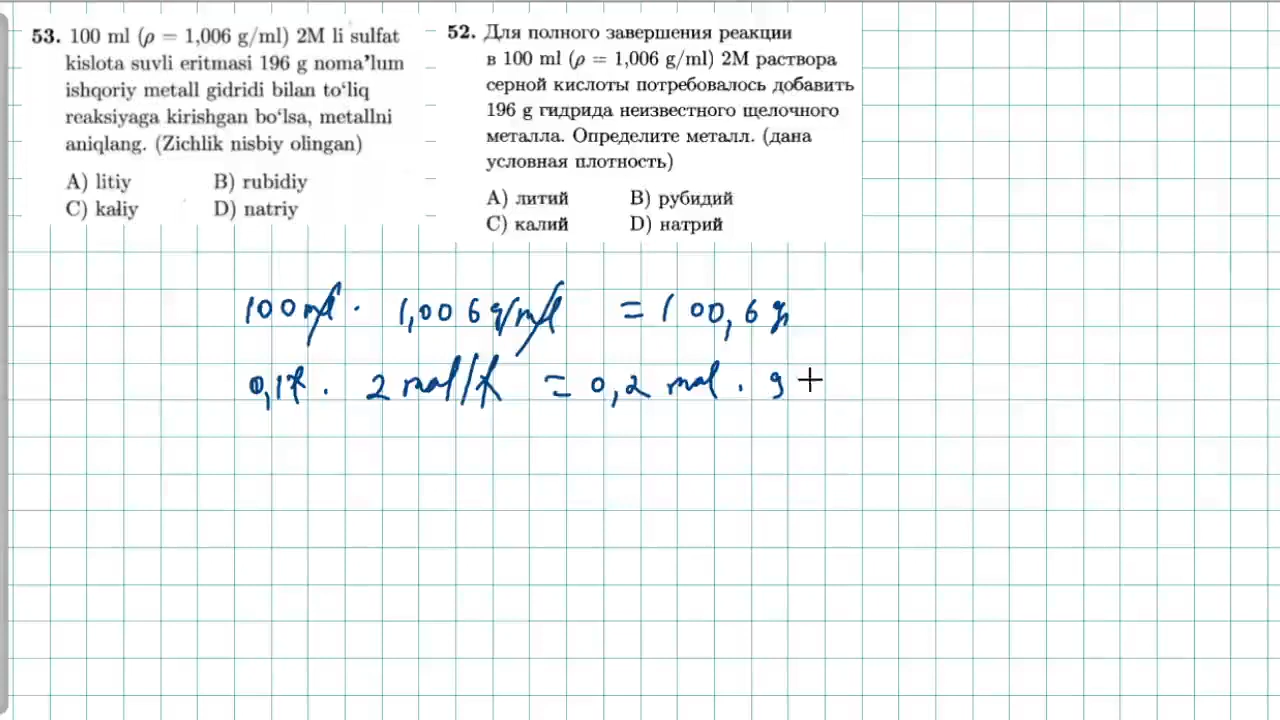 53. 100 ml (ρ = 1,006 g/ml) 2M li sulfat
kislota suvli eritmasi 196 g noma’lum
ishqoriy metall gidridi bilan to‘liq
reaksiyaga kirishgan bo‘lsa, metallni
aniqlang. (Zichlik nisbiy olingan)
A) litiy B) rubidiy
C) kaliy D) natriy
52. Для полного завершения реакции
в 100 ml (ρ = 1,006 g/ml) 2M раствора
серной кислоты потребовалось добавить
196 g гидрида неизвестного щелочного
металла. Определите металл. (дана
условная плотность)
A) литий B) рубидий
C) калий D) натрий
100 ml · 1,006 g/ml = 100,6 g
0,1 l · 2 mol/l = 0,2 mol · 9